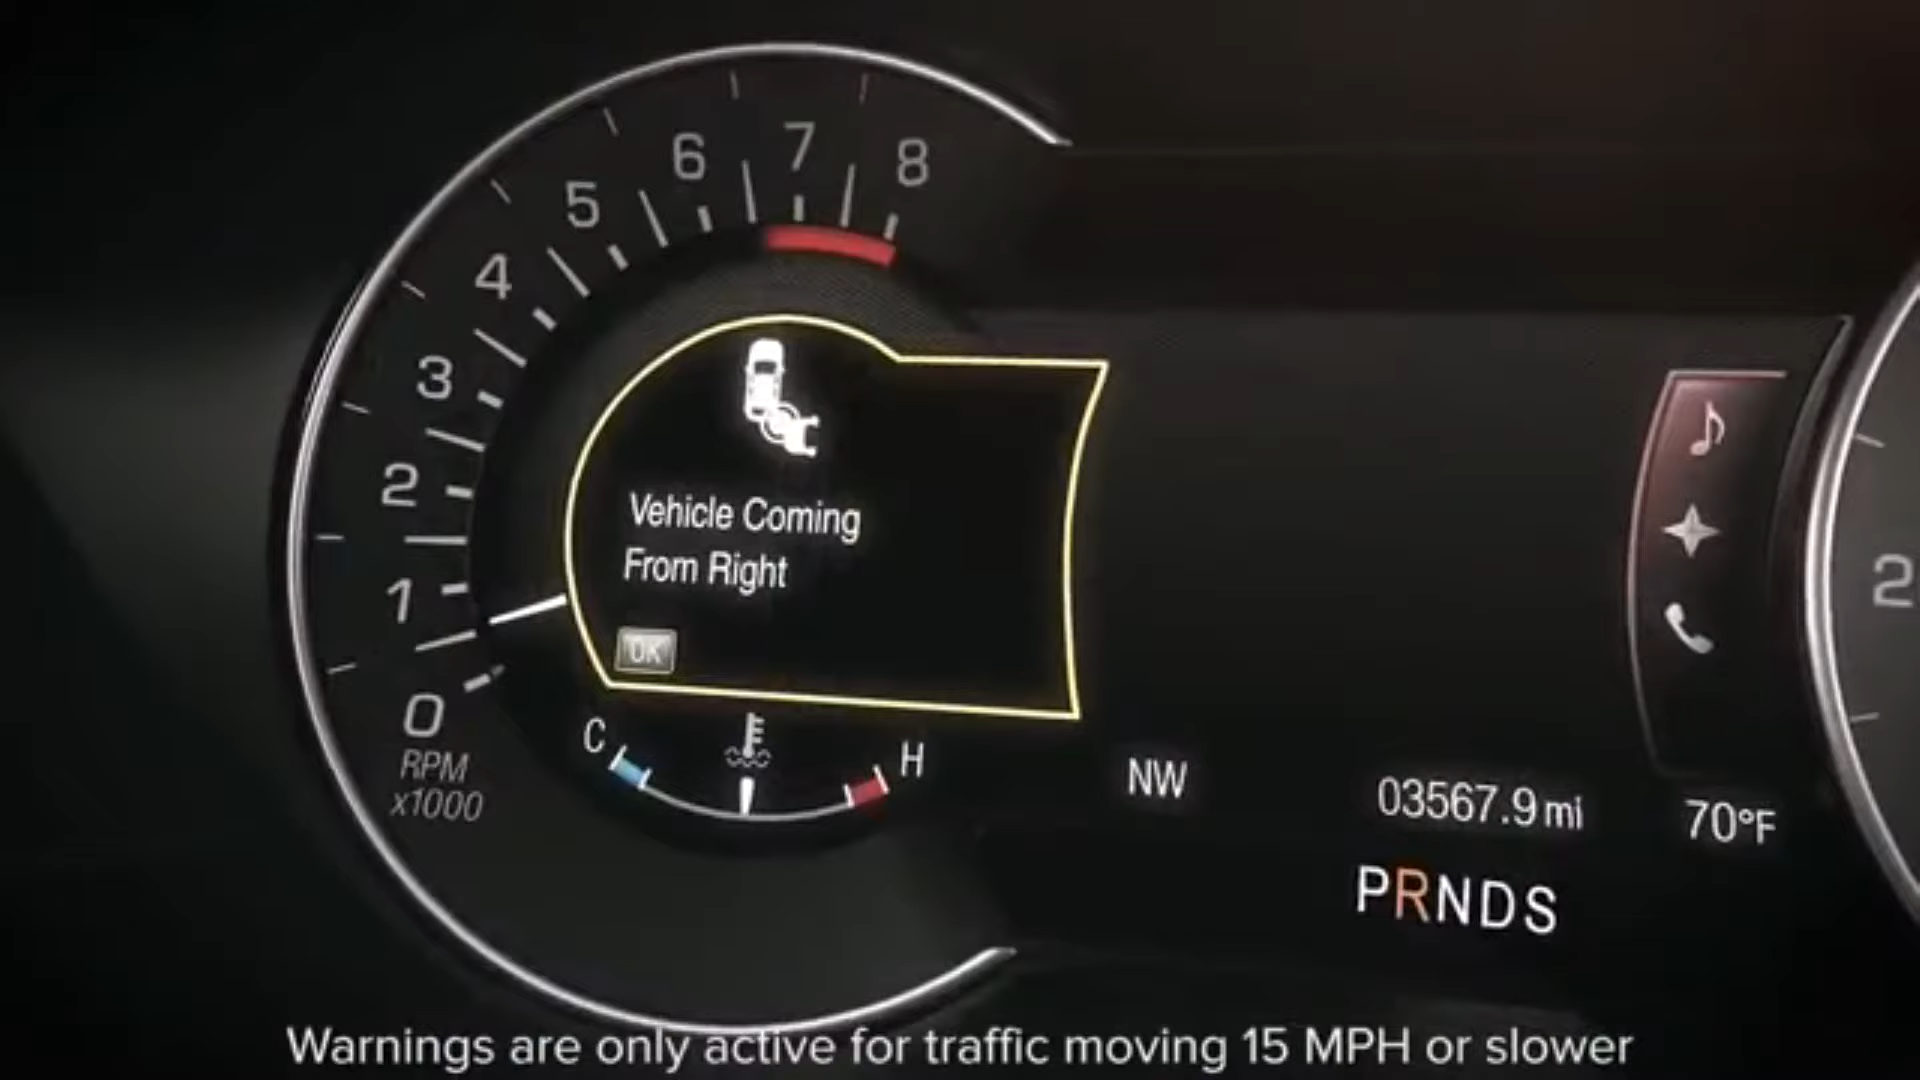 8
7
6
5
4
3
2
1
0
RPM
x1000
Vehicle Coming
From Right
OK
C
H
NW
03567.9 mi
70°F
PRNDS
2
Warnings are only active for traffic moving 15 MPH or slower